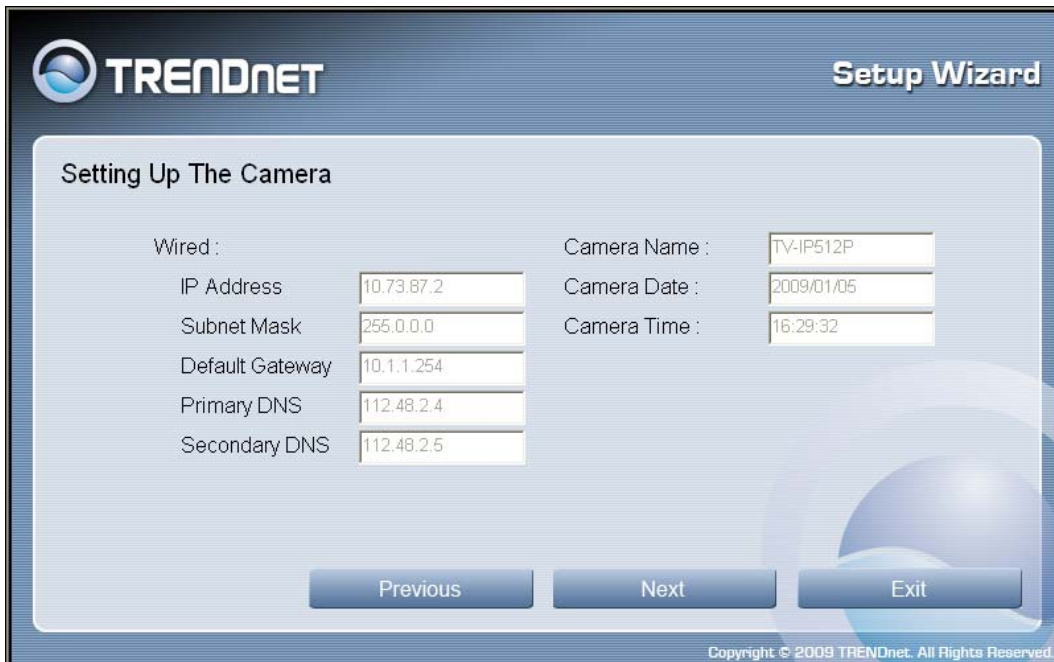 TRENDNET
Setup Wizard
Setting Up The Camera
Wired :
IP Address 10.73.87.2
Subnet Mask 255.0.0.0
Default Gateway 10.1.1.254
Primary DNS 112.48.2.4
Secondary DNS 112.48.2.5
Camera Name : TV-IP512P
Camera Date : 2009/01/05
Camera Time : 16:29:32
Previous Next Exit
Copyright © 2009 TRENDnet. All Rights Reserved.